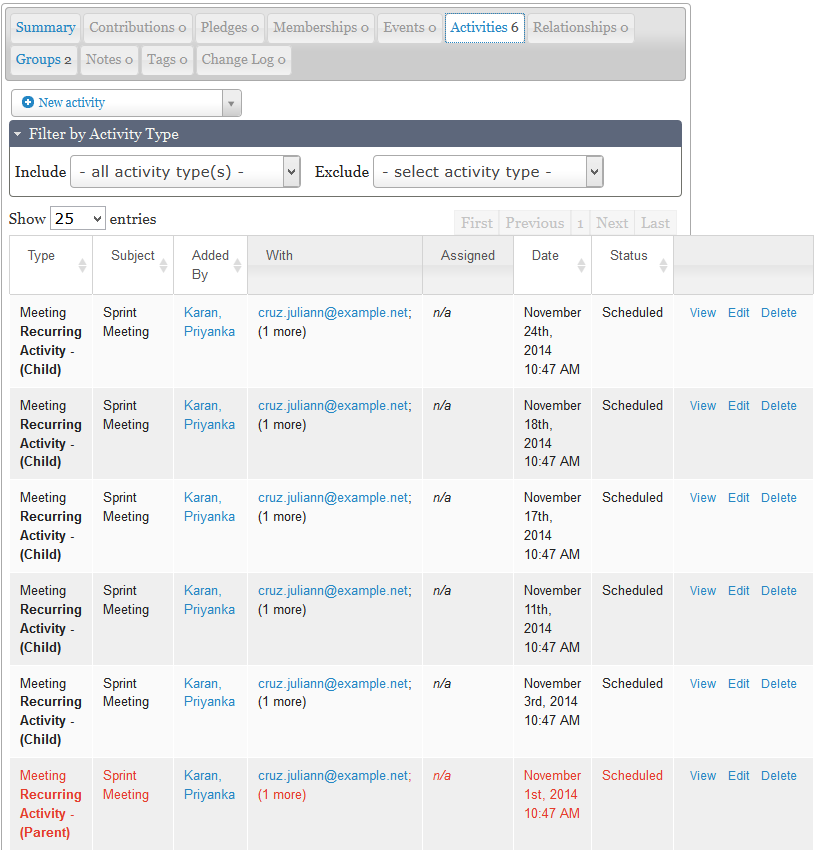 Summary Contributions 0 Pledges 0 Memberships 0 Events 0 Activities 6 Relationships 0
Groups 2 Notes 0 Tags 0 Change Log 0
New activity
Filter by Activity Type
Include - all activity type(s) - Exclude - select activity type -
Show 25 entries First Previous 1 Next Last
Type Subject Added By With Assigned Date Status
Meeting Sprint Karan, cruz.juliann@example.net; n/a November Scheduled View Edit Delete
Recurring Meeting Priyanka (1 more) 24th,
Activity - 2014
(Child) 10:47 AM
Meeting Sprint Karan, cruz.juliann@example.net; n/a November Scheduled View Edit Delete
Recurring Meeting Priyanka (1 more) 18th,
Activity - 2014
(Child) 10:47 AM
Meeting Sprint Karan, cruz.juliann@example.net; n/a November Scheduled View Edit Delete
Recurring Meeting Priyanka (1 more) 17th,
Activity - 2014
(Child) 10:47 AM
Meeting Sprint Karan, cruz.juliann@example.net; n/a November Scheduled View Edit Delete
Recurring Meeting Priyanka (1 more) 11th,
Activity - 2014
(Child) 10:47 AM
Meeting Sprint Karan, cruz.juliann@example.net; n/a November Scheduled View Edit Delete
Recurring Meeting Priyanka (1 more) 3rd, 2014
Activity - 10:47 AM
(Child)
Meeting Sprint Karan, cruz.juliann@example.net; n/a November Scheduled View Edit Delete
Recurring Meeting Priyanka (1 more) 1st, 2014
Activity - 10:47 AM
(Parent)